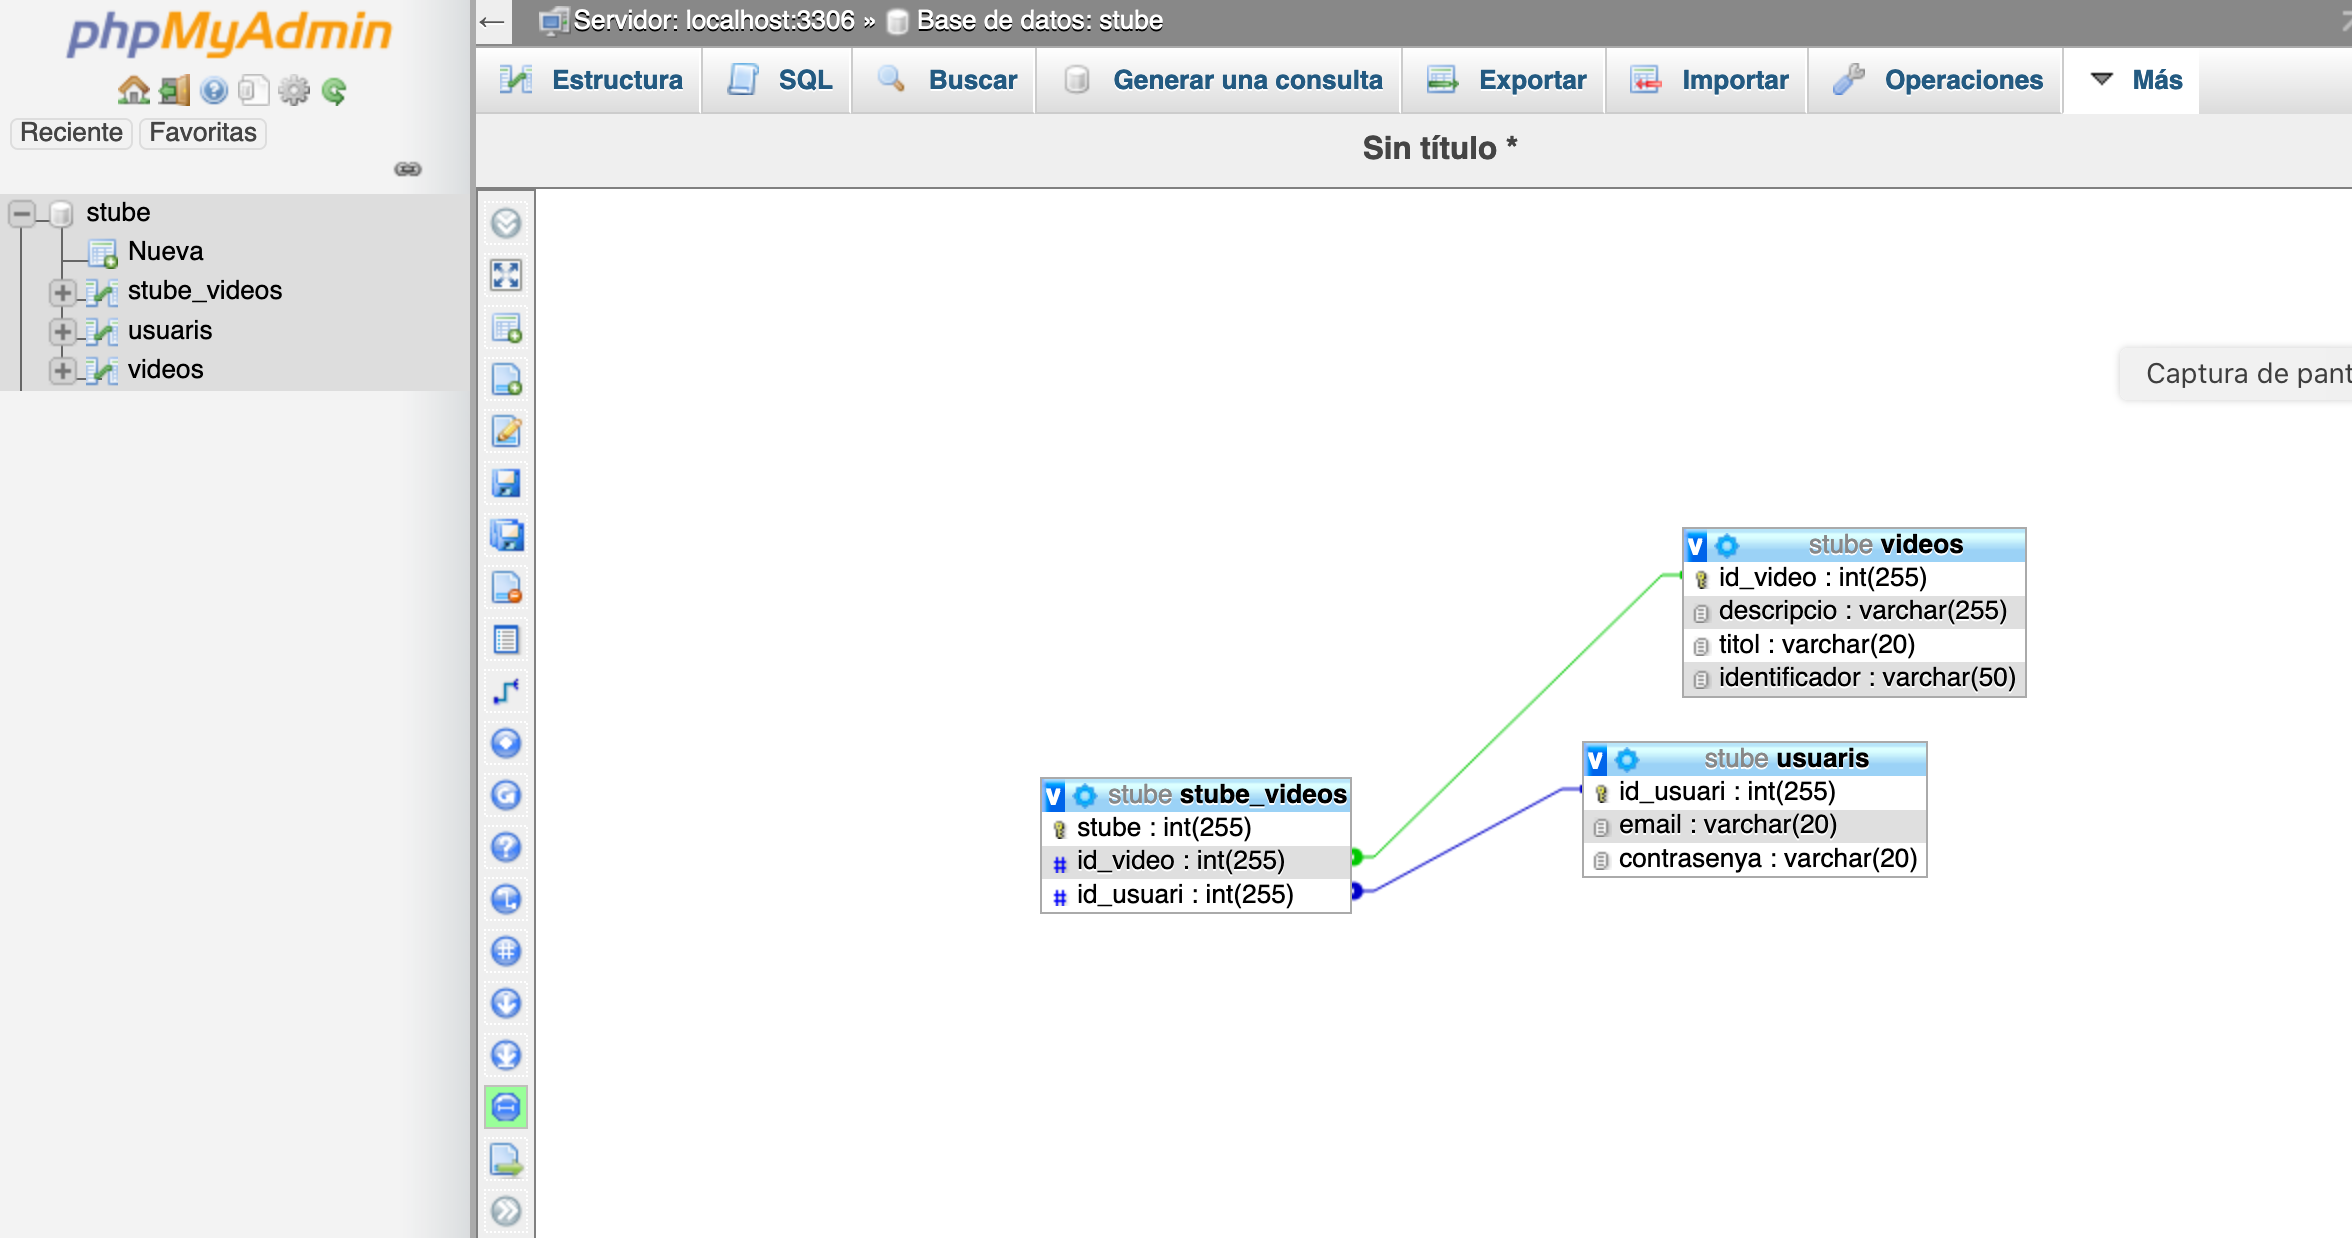 phpMyAdmin
Reciente Favoritas
stube
Nueva
stube_videos
usuaris
videos
Servidor: localhost:3306 » Base de datos: stube
Estructura SQL Buscar Generar una consulta Exportar Importar Operaciones Más
Sin título *
Captura de pant
stube videos
id_video : int(255)
descripcio : varchar(255)
titol : varchar(20)
identificador : varchar(50)
stube usuaris
id_usuari : int(255)
email : varchar(20)
contrasenya : varchar(20)
stube stube_videos
stube : int(255)
# id_video : int(255)
# id_usuari : int(255)